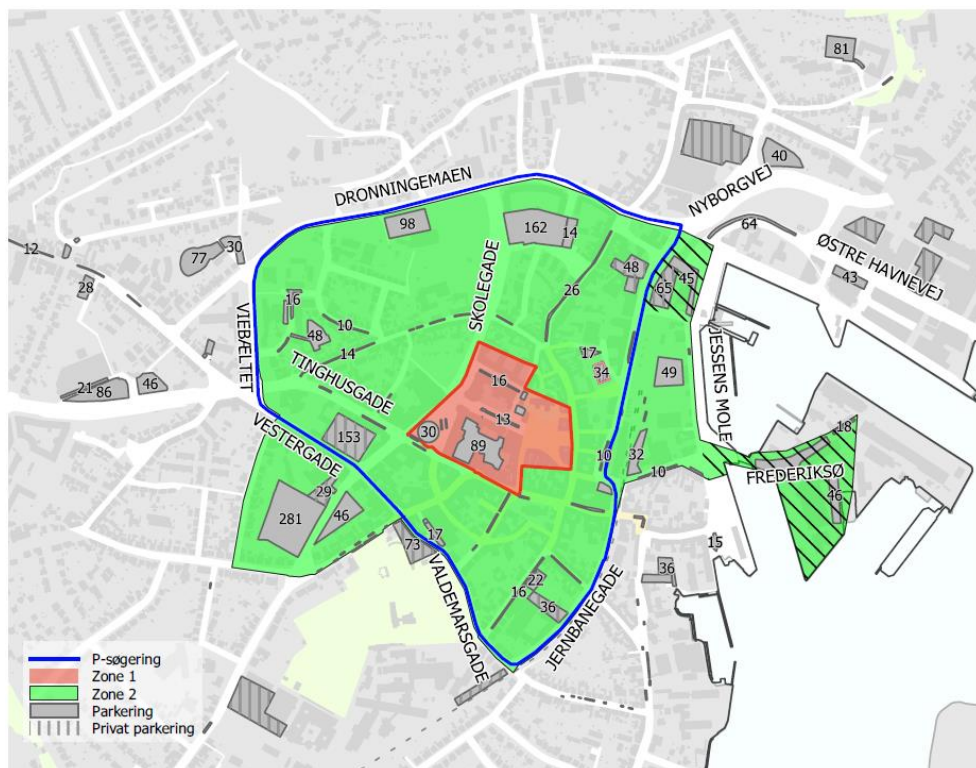 81
DRONNINGEMAEN
NYBORGVEJ
40
98
162
14
64
ØSTRE HAVNEVEJ
12
77
30
SKOLEGADE
48
45
65
43
28
26
16
VIEBÆLTET
10
48
14
TINGHUSGADE
17
34
49
JESSENS MOLE
21
86
46
16
13
30
89
153
VESTERGADE
10
32
10
18
FREDERIKSØ
46
29
281
46
73
17
VALDEMARSGADE
15
36
22
16
36
JERNBANEGADE
P-søgering
Zone 1
Zone 2
Parkering
Privat parkering